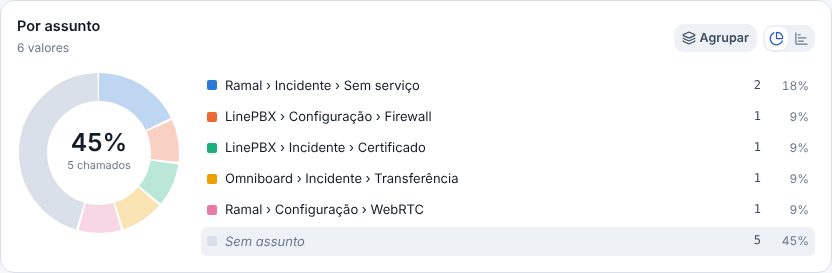 Por assunto
6 valores
Agrupar
45%
5 chamados
Ramal › Incidente › Sem serviço 2 18%
LinePBX › Configuração › Firewall 1 9%
LinePBX › Incidente › Certificado 1 9%
Omniboard › Incidente › Transferência 1 9%
Ramal › Configuração › WebRTC 1 9%
Sem assunto 5 45%